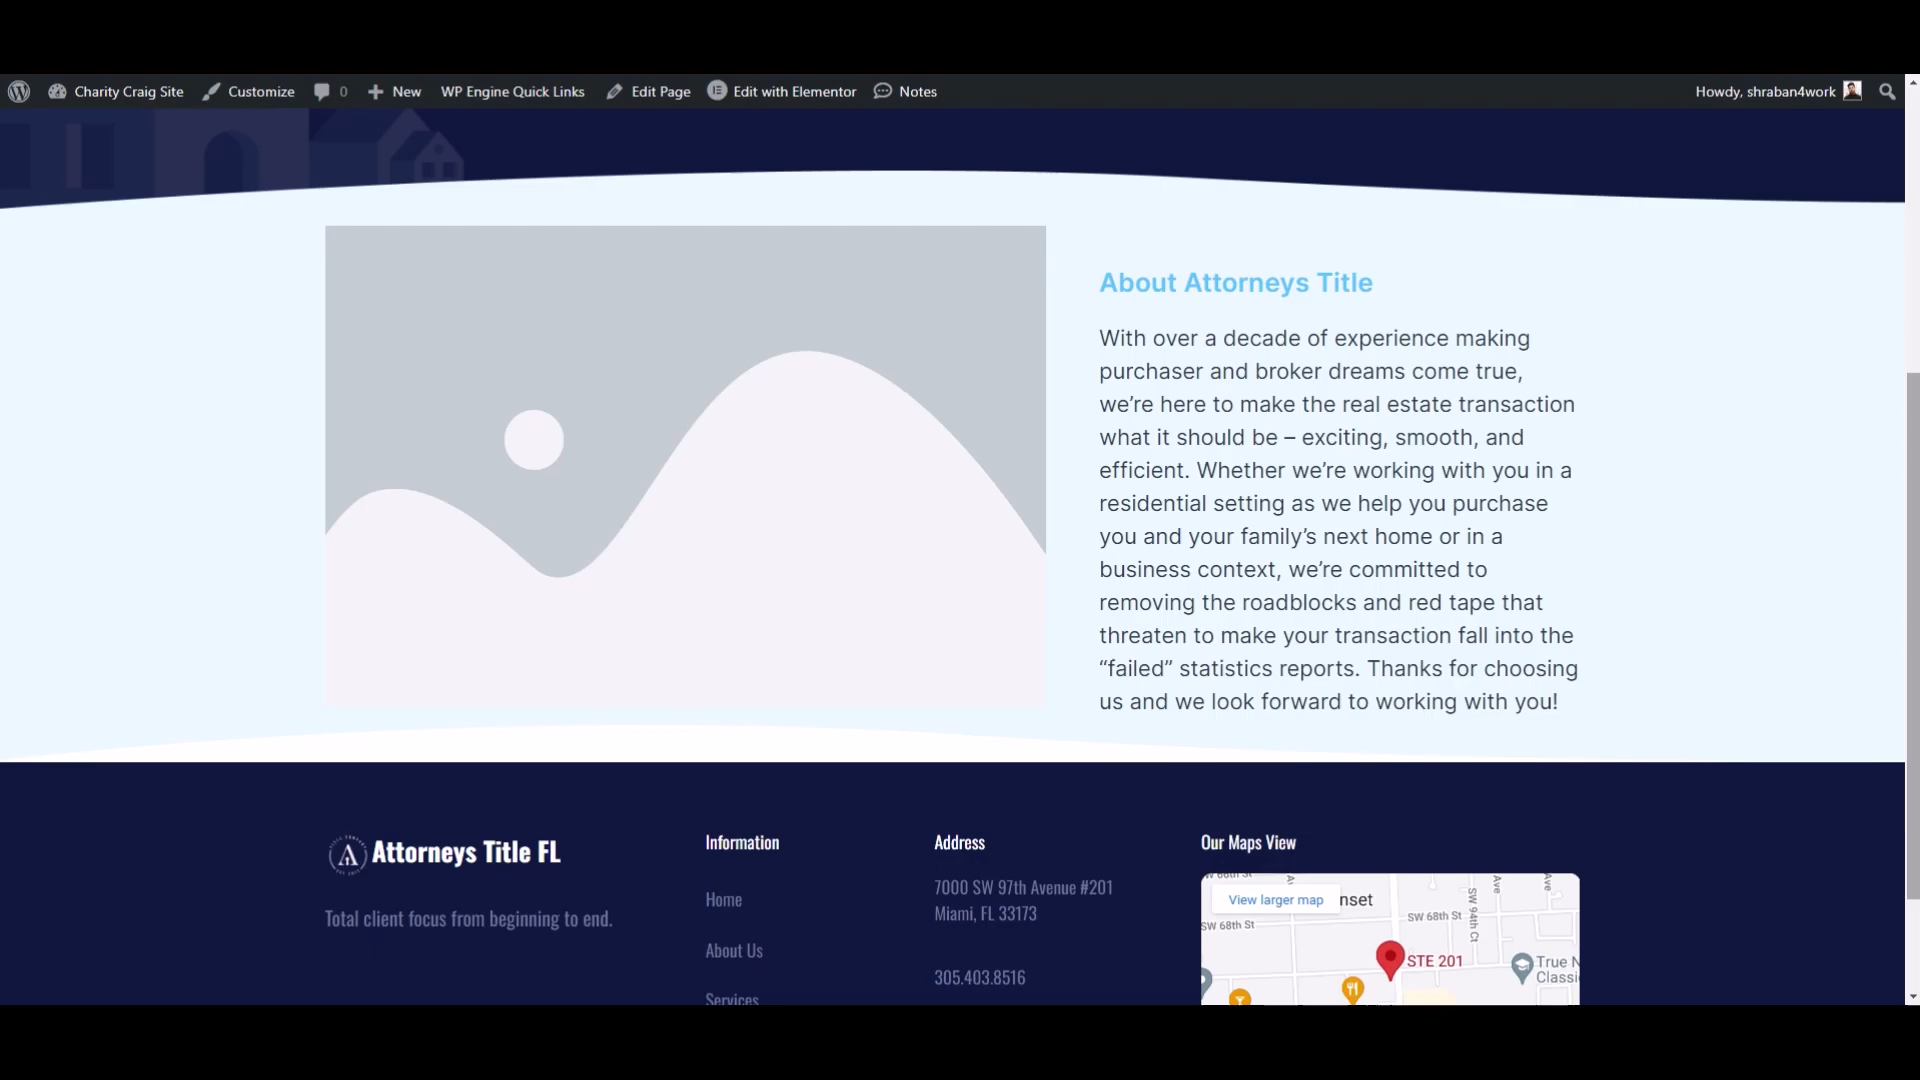 Charity Craig Site Customize 0 New WP Engine Quick Links Edit Page Edit with Elementor Notes Howdy, shraban4work
About Attorneys Title
With over a decade of experience making
purchaser and broker dreams come true,
we’re here to make the real estate transaction
what it should be – exciting, smooth, and
efficient. Whether we’re working with you in a
residential setting as we help you purchase
you and your family’s next home or in a
business context, we’re committed to
removing the roadblocks and red tape that
threaten to make your transaction fall into the
“failed” statistics reports. Thanks for choosing
us and we look forward to working with you!
Attorneys Title FL
Total client focus from beginning to end.
Information
Home
About Us
Services
Address
7000 SW 97th Avenue #201
Miami, FL 33173
305.403.8516
Our Maps View
W 66th St
Av
Ave
Ave
View larger map
nset
SW 68th St
SW 68th St
SW 94th Ct
STE 201
True N
Classi